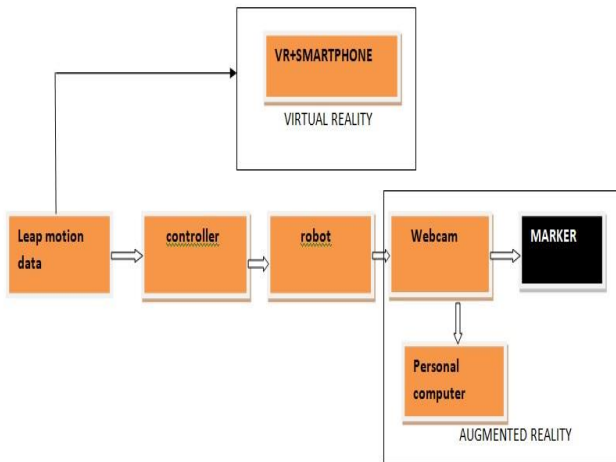 VR+SMARTPHONE
VIRTUAL REALITY
Leap motion
data
controller
robot
Webcam
MARKER
Personal
computer
AUGMENTED REALITY